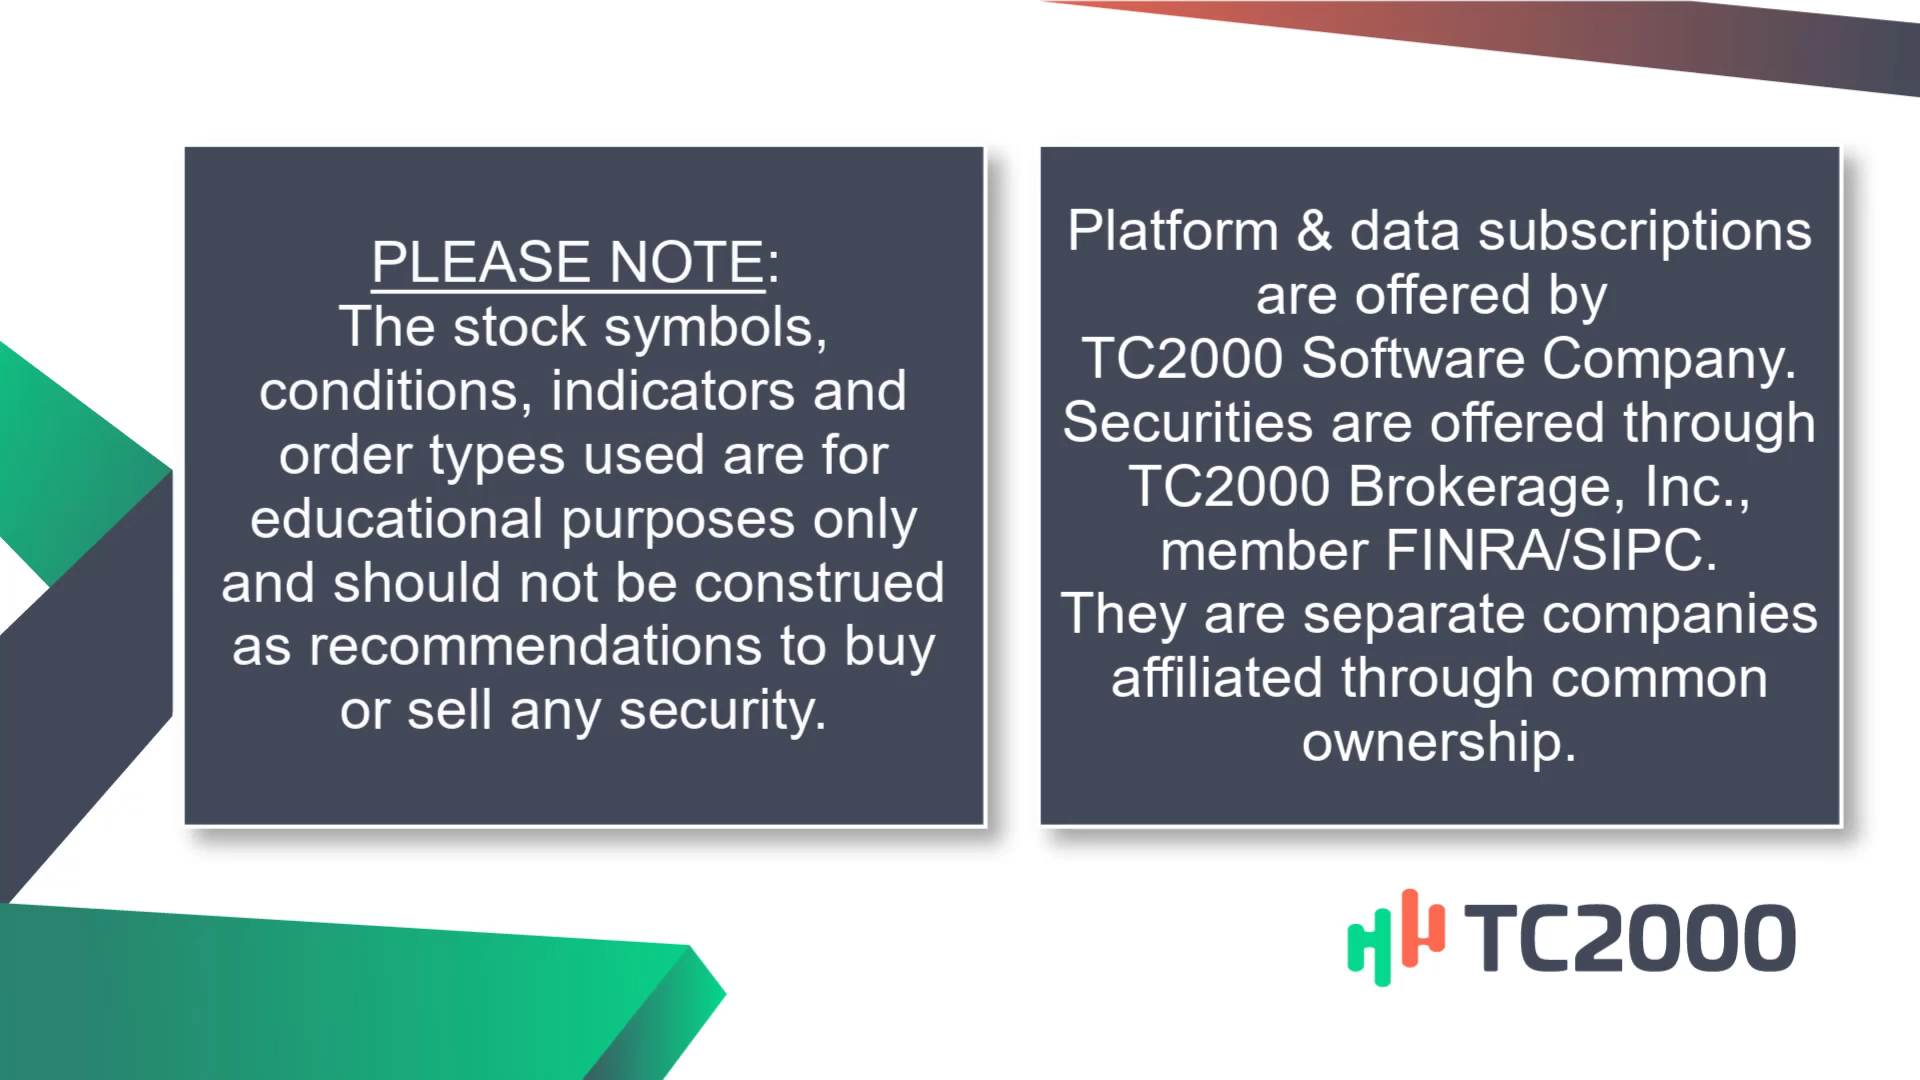 PLEASE NOTE:
The stock symbols,
conditions, indicators and
order types used are for
educational purposes only
and should not be construed
as recommendations to buy
or sell any security.
Platform & data subscriptions
are offered by
TC2000 Software Company.
Securities are offered through
TC2000 Brokerage, Inc.,
member FINRA/SIPC.
They are separate companies
affiliated through common
ownership.
TC2000